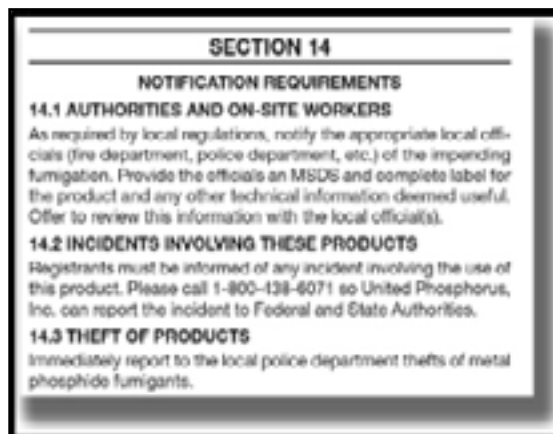 SECTION 14
NOTIFICATION REQUIREMENTS
14.1 AUTHORITIES AND ON-SITE WORKERS
As required by local regulations, notify the appropriate local offi-
cials (fire department, police department, etc.) of the impending
fumigation. Provide the officials an MSDS and complete label for
the product and any other technical information deemed useful.
Offer to review this information with the local official(s).
14.2 INCIDENTS INVOLVING THESE PRODUCTS
Registrants must be informed of any incident involving the use of
this product. Please call 1-800-438-6071 so United Phosphorus,
Inc. can report the incident to Federal and State Authorities.
14.3 THEFT OF PRODUCTS
Immediately report to the local police department thefts of metal
phosphide fumigants.